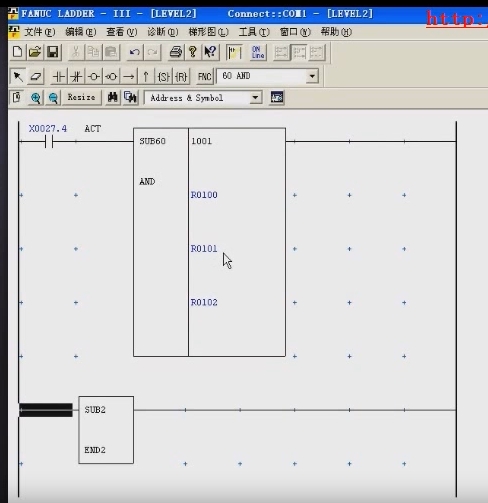 FANUC LADDER - III - [LEVEL2] Connect::COM1 - [LEVEL2]
http:
文件(F) 编辑(E) 查看(V) 诊断(D) 梯形图(L) 工具(T) 窗口(W) 帮助(H)
ON Line
(S) (R) FNC 60 AND
Resize Address & Symbol
X0027.4 ACT
SUB60 1001
AND
R0100
R0101
R0102
SUB2
END2